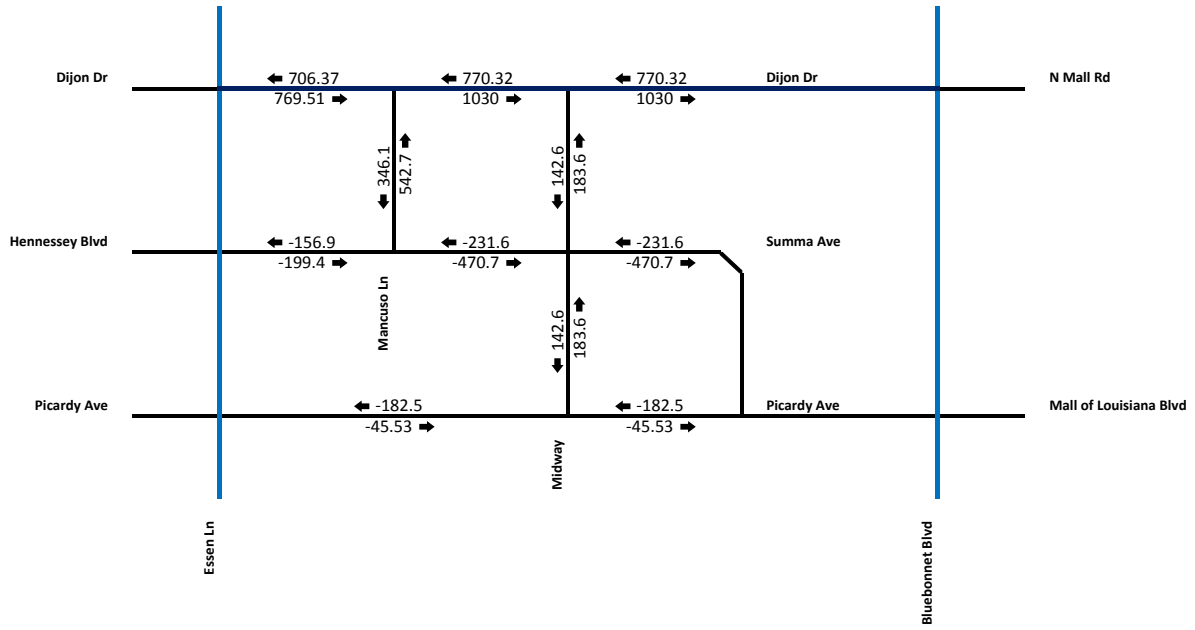 706.37 770.32 770.32
Dijon Dr Dijon Dr N Mall Rd
769.51 1030 1030
346.1
542.7
142.6
183.6
-156.9 -231.6 -231.6
Hennessey Blvd Summa Ave
-199.4 -470.7 -470.7
Mancuso Ln
142.6
183.6
-182.5 -182.5
Picardy Ave Picardy Ave Mall of Louisiana Blvd
-45.53 -45.53
Midway
Essen Ln
Bluebonnet Blvd